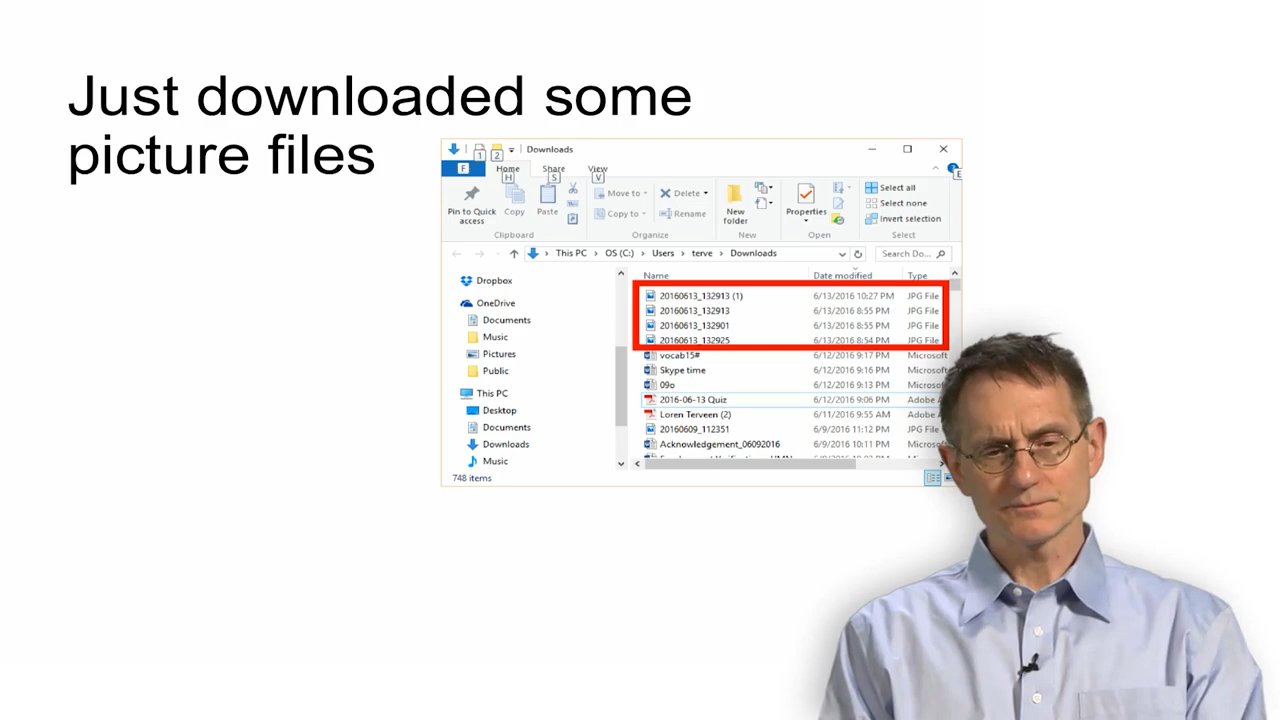 Just downloaded some
picture files
Downloads
1
2
F
Home
Share
View
H
S
V
E
Pin to Quick
access
Copy
Paste
Move to
Copy to
Delete
Rename
New
folder
Properties
Select all
Select none
Invert selection
Clipboard
Organize
New
Open
Select
This PC > OS (C:) > Users > terve > Downloads
Search Do...
Name
Date modified
Type
Dropbox
OneDrive
Documents
Music
Pictures
Public
This PC
Desktop
Documents
Downloads
Music
20160613_132913 (1) 6/13/2016 10:27 PM JPG File
20160613_132913 6/13/2016 8:55 PM JPG File
20160613_132901 6/13/2016 8:55 PM JPG File
20160613_132925 6/13/2016 8:54 PM JPG File
vocab15# 6/12/2016 9:17 PM Microsoft
Skype time 6/12/2016 9:16 PM Microsoft
09o 6/12/2016 9:13 PM Microsof
2016-06-13 Quiz 6/12/2016 9:06 PM Adobe
Loren Terveen (2) 6/11/2016 9:55 AM Adobe
20160609_112351 6/9/2016 11:12 PM JPG File
Acknowledgement_06092016 6/9/2016 10:11 PM Microso
748 items